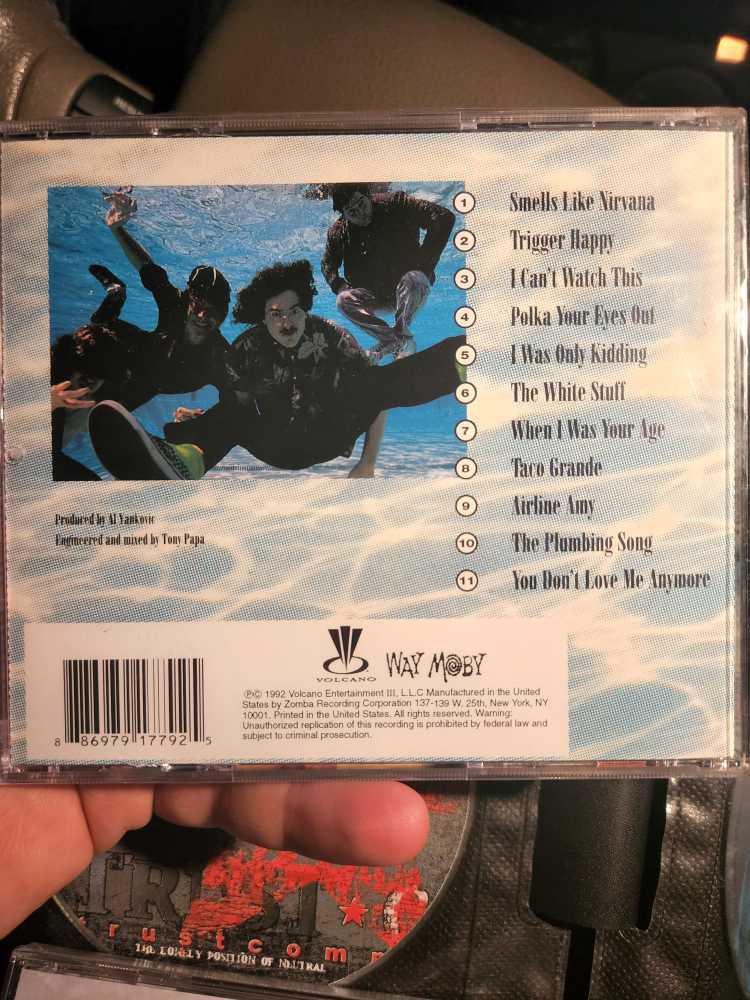 1 Smells Like Nirvana
2 Trigger Happy
3 I Can't Watch This
4 Polka Your Eyes Out
5 I Was Only Kidding
6 The White Stuff
7 When I Was Your Age
8 Taco Grande
9 Airline Amy
10 The Plumbing Song
11 You Don't Love Me Anymore
Produced by Al Yankovic
Engineered and mixed by Tony Papa
VOLCANO
WAY MOBY
℗© 1992 Volcano Entertainment III, L.L.C Manufactured in the United
States by Zomba Recording Corporation 137-139 W. 25th, New York, NY
10001. Printed in the United States. All rights reserved. Warning:
Unauthorized replication of this recording is prohibited by federal law and
subject to criminal prosecution.
8 86979 17792 5
THE LONELY POSITION OF NEUTRAL